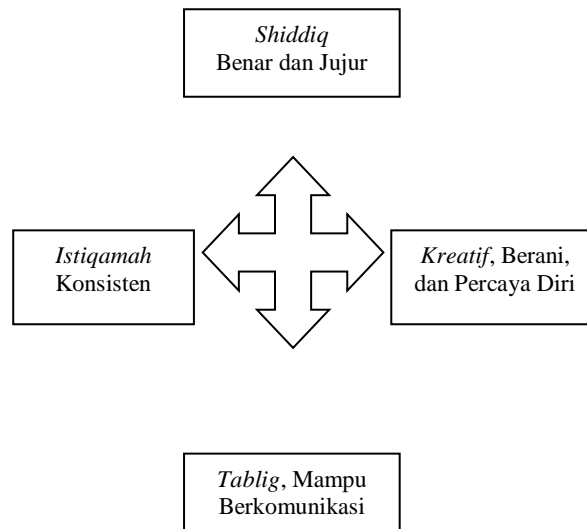 Shiddiq
Benar dan Jujur
Istiqamah
Konsisten
Kreatif, Berani,
dan Percaya Diri
Tablig, Mampu
Berkomunikasi